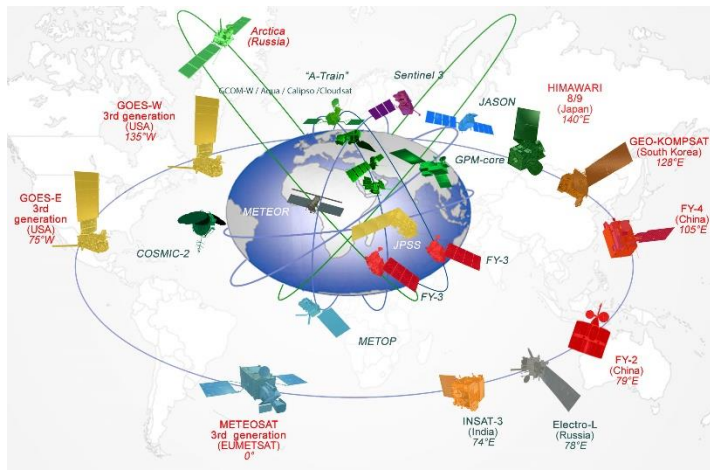 Arctica
(Russia)
"A-Train"
GCOM-W / Aqua / Calipso /Cloudsat
Sentinel 3
JASON
HIMAWARI
8/9
(Japan)
140°E
GOES-W
3rd generation
(USA)
135°W
GPM-core
GEO-KOMPSAT
(South Korea)
128°E
GOES-E
3rd
generation
(USA)
75°W
METEOR
FY-4
(China)
105°E
COSMIC-2
JPSS
FY-3
FY-3
METOP
FY-2
(China)
79°E
METEOSAT
3rd generation
(EUMETSAT)
0°
INSAT-3
(India)
74°E
Electro-L
(Russia)
78°E